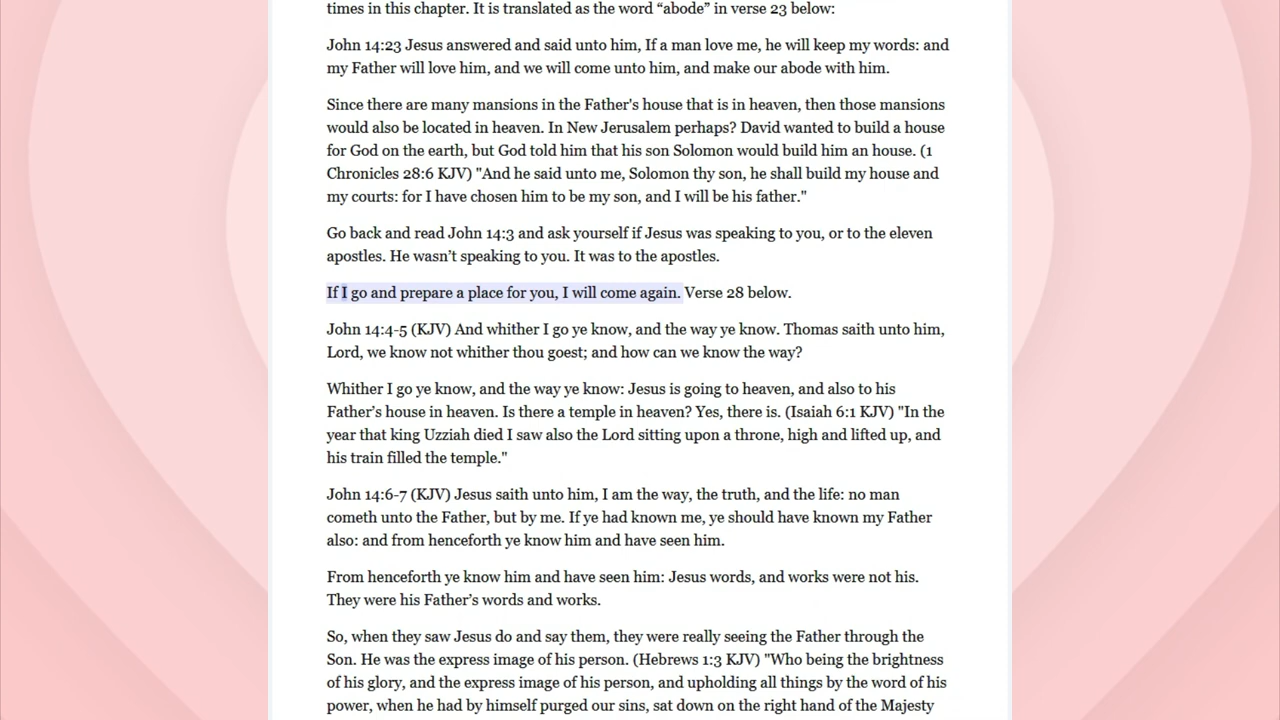 times in this chapter. It is translated as the word “abode” in verse 23 below:
John 14:23 Jesus answered and said unto him, If a man love me, he will keep my words: and
my Father will love him, and we will come unto him, and make our abode with him.
Since there are many mansions in the Father's house that is in heaven, then those mansions
would also be located in heaven. In New Jerusalem perhaps? David wanted to build a house
for God on the earth, but God told him that his son Solomon would build him an house. (1
Chronicles 28:6 KJV) "And he said unto me, Solomon thy son, he shall build my house and
my courts: for I have chosen him to be my son, and I will be his father."
Go back and read John 14:3 and ask yourself if Jesus was speaking to you, or to the eleven
apostles. He wasn’t speaking to you. It was to the apostles.
If I go and prepare a place for you, I will come again. Verse 28 below.
John 14:4-5 (KJV) And whither I go ye know, and the way ye know. Thomas saith unto him,
Lord, we know not whither thou goest; and how can we know the way?
Whither I go ye know, and the way ye know: Jesus is going to heaven, and also to his
Father’s house in heaven. Is there a temple in heaven? Yes, there is. (Isaiah 6:1 KJV) "In the
year that king Uzziah died I saw also the Lord sitting upon a throne, high and lifted up, and
his train filled the temple."
John 14:6-7 (KJV) Jesus saith unto him, I am the way, the truth, and the life: no man
cometh unto the Father, but by me. If ye had known me, ye should have known my Father
also: and from henceforth ye know him and have seen him.
From henceforth ye know him and have seen him: Jesus words, and works were not his.
They were his Father’s words and works.
So, when they saw Jesus do and say them, they were really seeing the Father through the
Son. He was the express image of his person. (Hebrews 1:3 KJV) "Who being the brightness
of his glory, and the express image of his person, and upholding all things by the word of his
power, when he had by himself purged our sins, sat down on the right hand of the Majesty